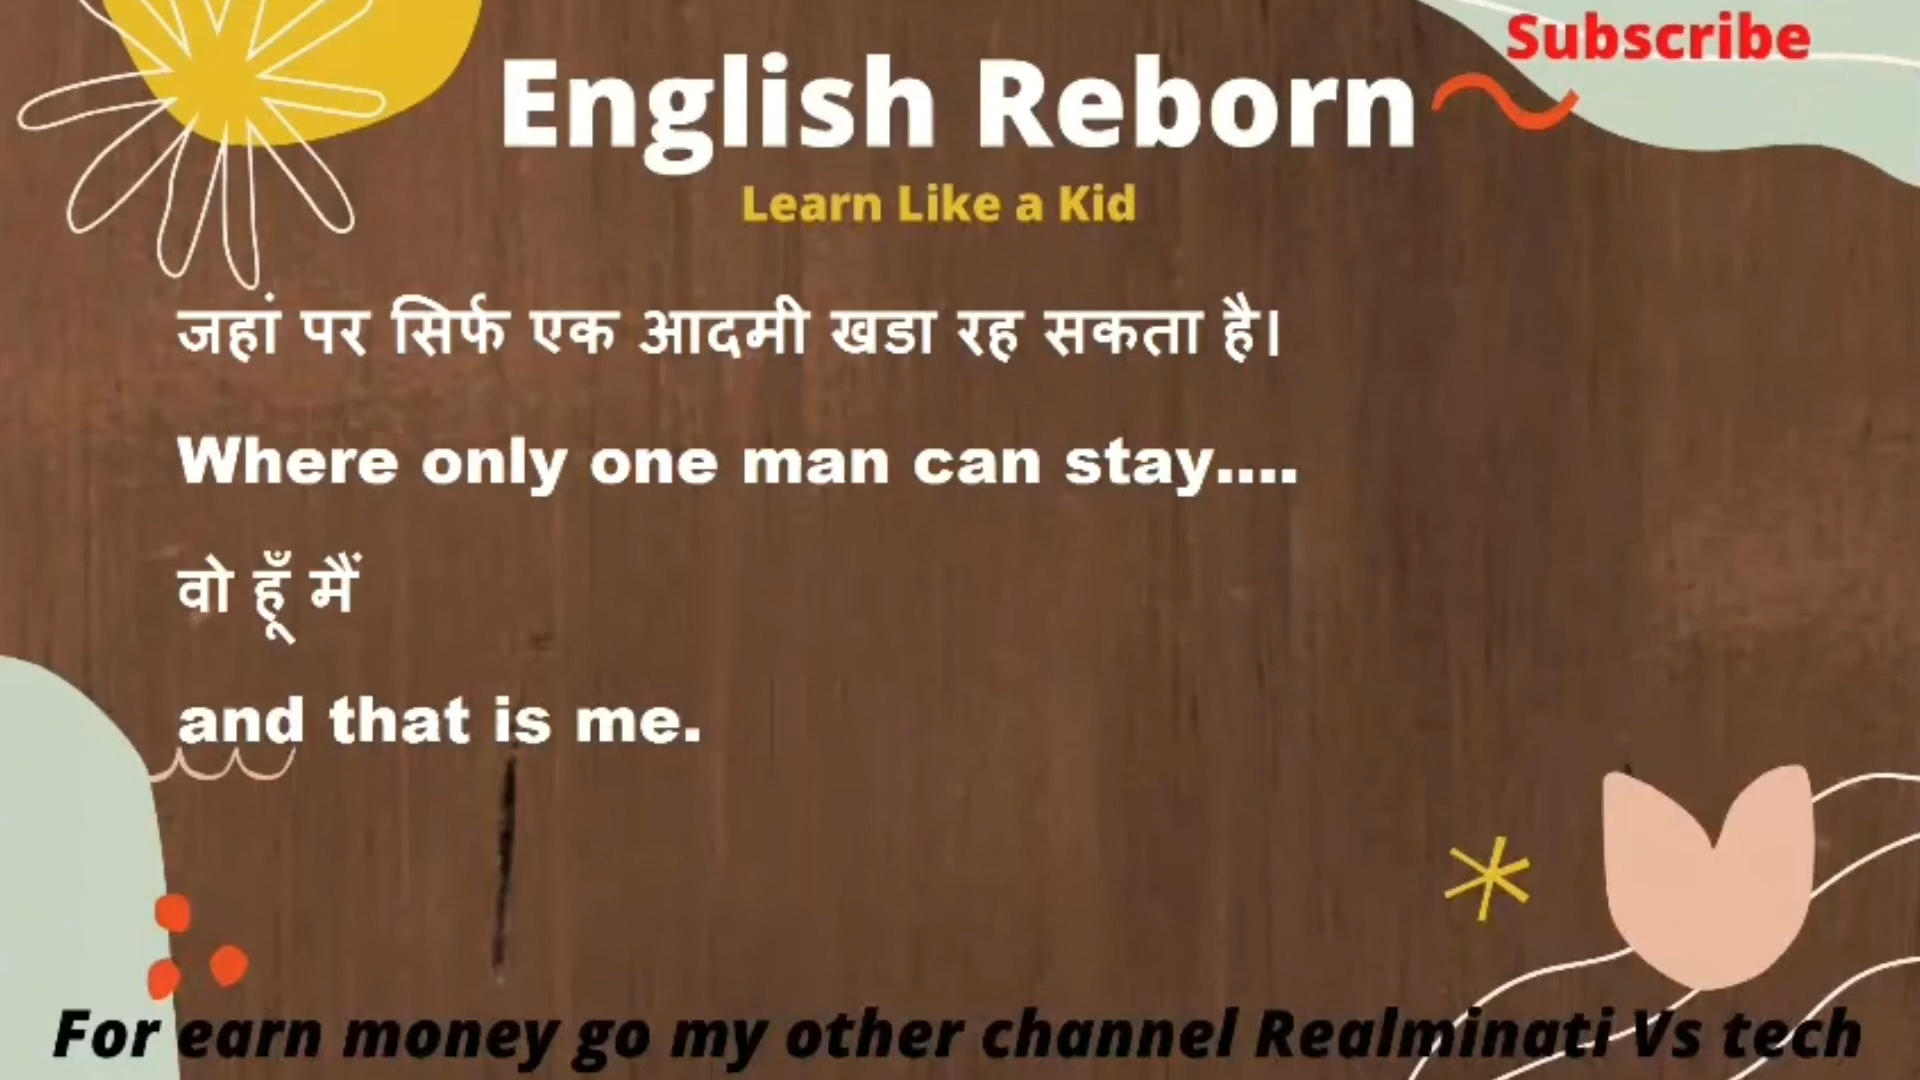 Subscribe
English Reborn
Learn Like a Kid
जहां पर सिर्फ एक आदमी खडा रह सकता है।
Where only one man can stay....
वो हूँ मैं
and that is me.
For earn money go my other channel Realminati Vs tech